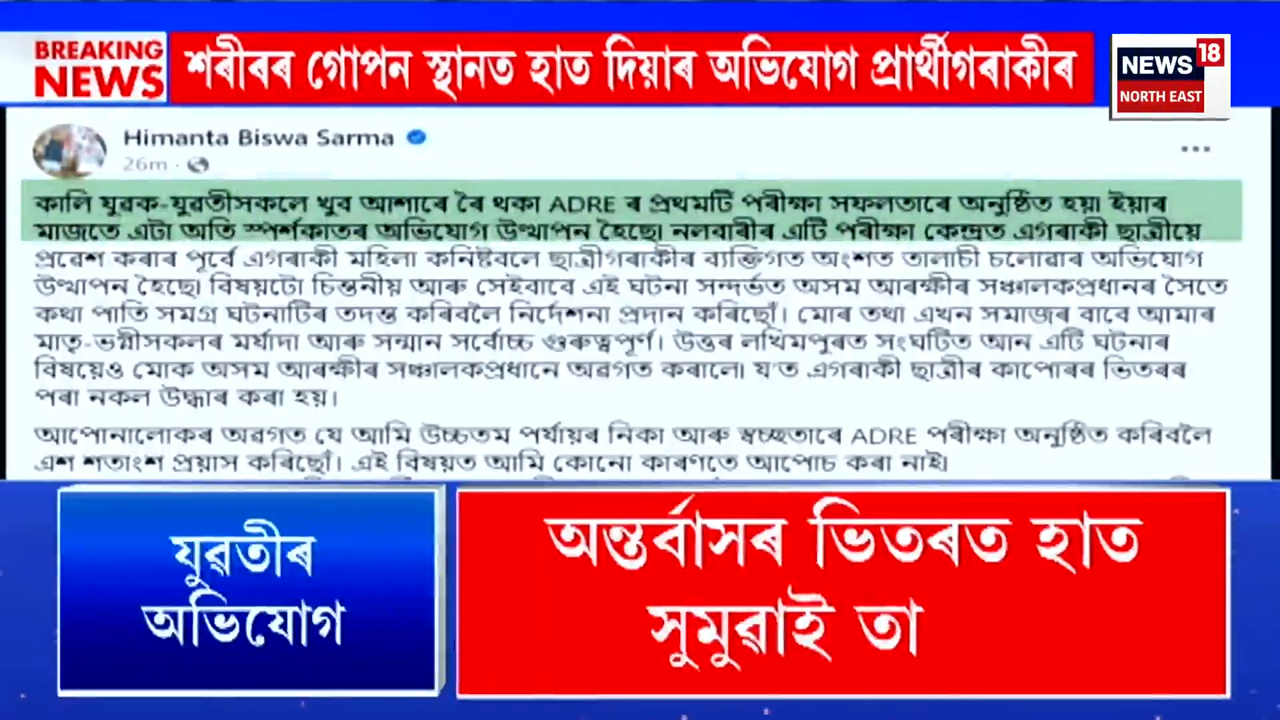 BREAKING
NEWS
শৰীৰৰ গোপন স্থানত হাত দিয়াৰ অভিযোগ প্ৰাৰ্থীগৰাকীৰ
NEWS 18
NORTH EAST
Himanta Biswa Sarma
26m
কালি যুৱক-যুৱতীসকলে খুব আশাৰে ৰৈ থকা ADRE ৰ প্ৰথমটি পৰীক্ষা সফলতাৰে অনুষ্ঠিত হয়৷ ইয়াৰ
মাজতে এটা অতি স্পৰ্শকাতৰ অভিযোগ উত্থাপন হৈছে৷ নলবাৰীৰ এটি পৰীক্ষা কেন্দ্ৰত এগৰাকী ছাত্ৰীয়ে
প্ৰৱেশ কৰাৰ পূৰ্বে এগৰাকী মহিলা কনিষ্টবলে ছাত্ৰীগৰাকীৰ ব্যক্তিগত অংশত তালাচী চলোৱাৰ অভিযোগ
উত্থাপন হৈছে৷ বিষয়টো চিন্তনীয় আৰু সেইবাবে এই ঘটনা সন্দৰ্ভত অসম আৰক্ষীৰ সঞ্চালকপ্ৰধানৰ সৈতে
কথা পাতি সমগ্ৰ ঘটনাটিৰ তদন্ত কৰিবলৈ নিৰ্দেশনা প্ৰদান কৰিছোঁ। মোৰ তথা এখন সমাজৰ বাবে আমাৰ
মাতৃ-ভগ্নীসকলৰ মৰ্যাদা আৰু সন্মান সৰ্বোচ্চ গুৰুত্বপূৰ্ণ। উত্তৰ লখিমপুৰত সংঘটিত আন এটি ঘটনাৰ
বিষয়েও মোক অসম আৰক্ষীৰ সঞ্চালকপ্ৰধানে অৱগত কৰালে৷ য'ত এগৰাকী ছাত্ৰীৰ কাপোৰৰ ভিতৰৰ
পৰা নকল উদ্ধাৰ কৰা হয়।
আপোনালোকৰ অৱগত যে আমি উচ্চতম পৰ্যায়ৰ নিকা আৰু স্বচ্ছতাৰে ADRE পৰীক্ষা অনুষ্ঠিত কৰিবলৈ
এশ শতাংশ প্ৰয়াস কৰিছোঁ। এই বিষয়ত আমি কোনো কাৰণতে আপোচ কৰা নাই৷
যুৱতীৰ
অভিযোগ
অন্তৰ্বাসৰ ভিতৰত হাত
সুমুৱাই তা